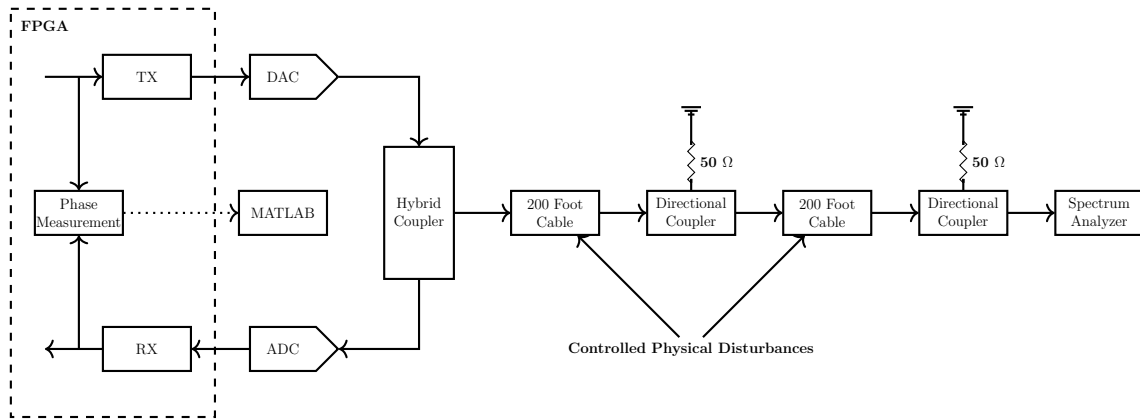 FPGA
TX
DAC
50 Ω
50 Ω
Phase
Measurement
MATLAB
Hybrid
Coupler
200 Foot
Cable
Directional
Coupler
200 Foot
Cable
Directional
Coupler
Spectrum
Analyzer
RX
ADC
Controlled Physical Disturbances